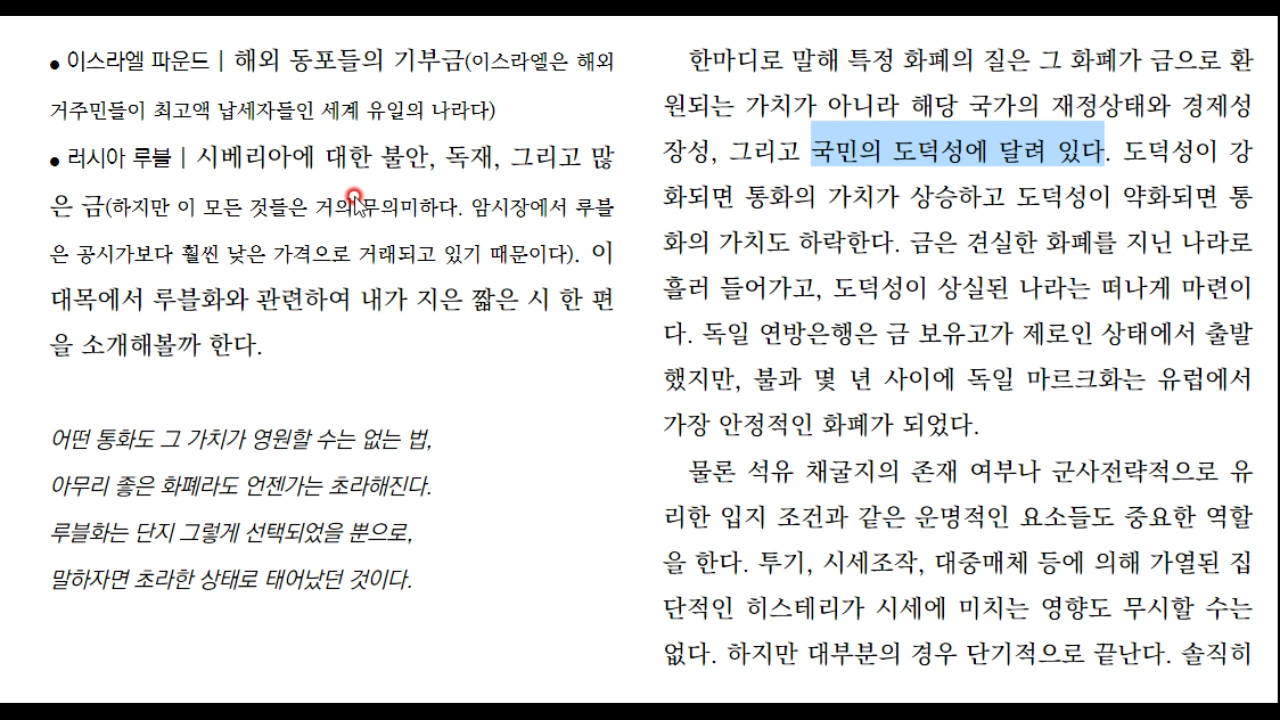 • 이스라엘 파운드 | 해외 동포들의 기부금(이스라엘은 해외
거주민들이 최고액 납세자들인 세계 유일의 나라다)
• 러시아 루블 | 시베리아에 대한 불안, 독재, 그리고 많
은 금(하지만 이 모든 것들은 거의 무의미하다. 암시장에서 루블
은 공시가보다 훨씬 낮은 가격으로 거래되고 있기 때문이다). 이
대목에서 루블화와 관련하여 내가 지은 짧은 시 한 편
을 소개해볼까 한다.
어떤 통화도 그 가치가 영원할 수는 없는 법,
아무리 좋은 화폐라도 언젠가는 초라해진다.
루블화는 단지 그렇게 선택되었을 뿐으로,
말하자면 초라한 상태로 태어났던 것이다.
한마디로 말해 특정 화폐의 질은 그 화폐가 금으로 환
원되는 가치가 아니라 해당 국가의 재정상태와 경제성
장성, 그리고 국민의 도덕성에 달려 있다. 도덕성이 강
화되면 통화의 가치가 상승하고 도덕성이 약화되면 통
화의 가치도 하락한다. 금은 견실한 화폐를 지닌 나라로
흘러 들어가고, 도덕성이 상실된 나라는 떠나게 마련이
다. 독일 연방은행은 금 보유고가 제로인 상태에서 출발
했지만, 불과 몇 년 사이에 독일 마르크화는 유럽에서
가장 안정적인 화폐가 되었다.
물론 석유 채굴지의 존재 여부나 군사전략적으로 유
리한 입지 조건과 같은 운명적인 요소들도 중요한 역할
을 한다. 투기, 시세조작, 대중매체 등에 의해 가열된 집
단적인 히스테리가 시세에 미치는 영향도 무시할 수는
없다. 하지만 대부분의 경우 단기적으로 끝난다. 솔직히